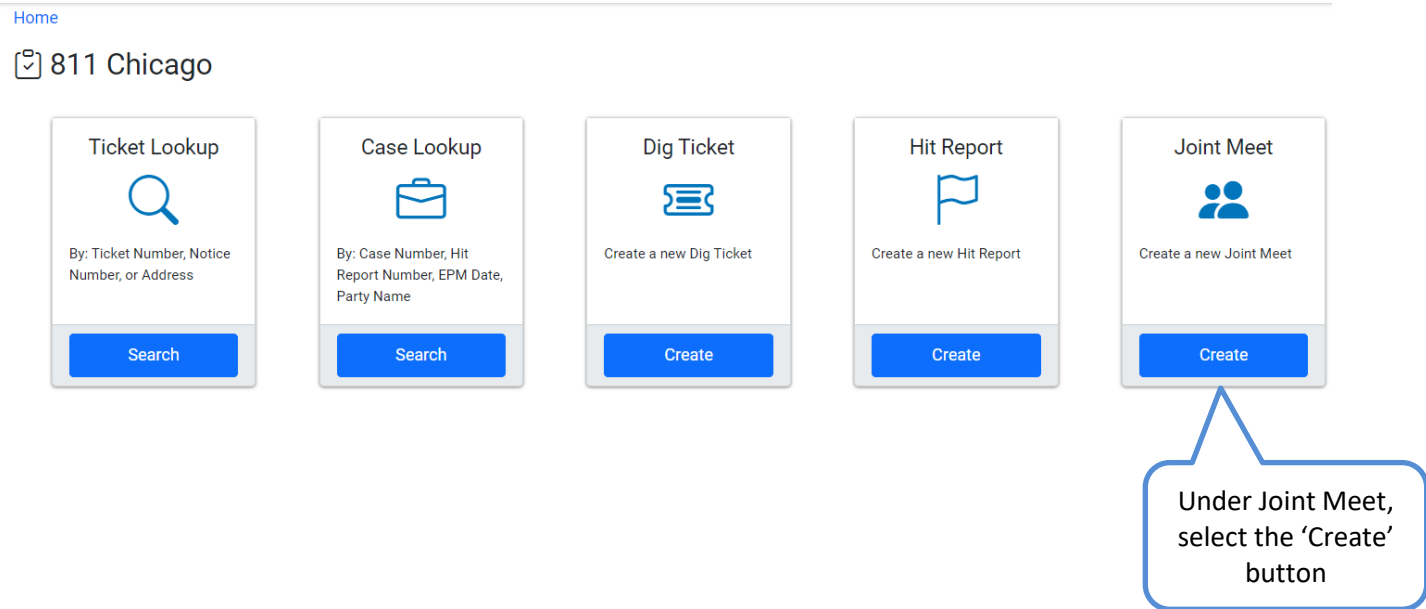 Home
811 Chicago
Ticket Lookup
By: Ticket Number, Notice
Number, or Address
Search
Case Lookup
By: Case Number, Hit
Report Number, EPM Date,
Party Name
Search
Dig Ticket
Create a new Dig Ticket
Create
Hit Report
Create a new Hit Report
Create
Joint Meet
Create a new Joint Meet
Create
Under Joint Meet,
select the ‘Create’
button